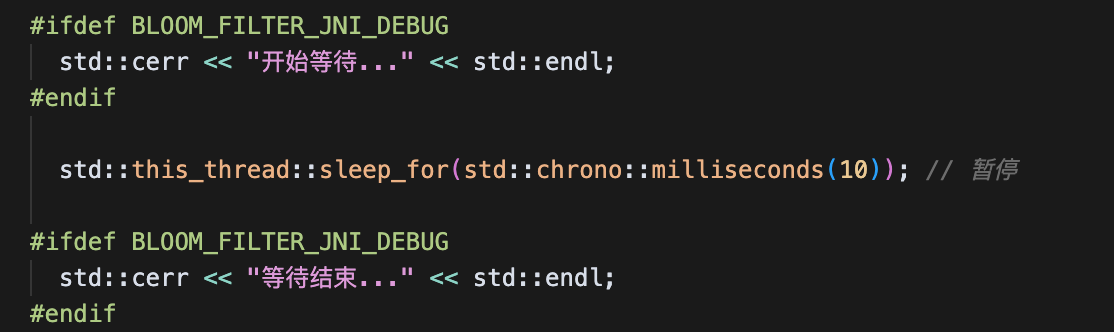 #ifdef BLOOM_FILTER_JNI_DEBUG
std::cerr << "开始等待..." << std::endl;
#endif
std::this_thread::sleep_for(std::chrono::milliseconds(10)); // 暂停
#ifdef BLOOM_FILTER_JNI_DEBUG
std::cerr << "等待结束..." << std::endl;
#endif